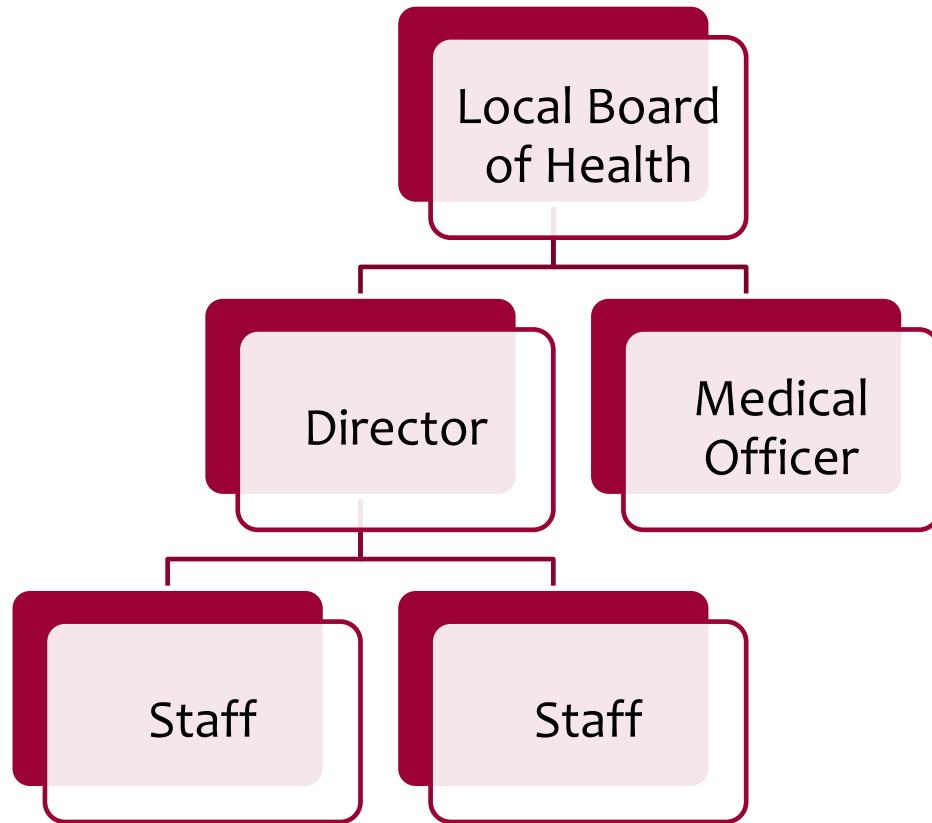 Local Board
of Health
Director
Medical
Officer
Staff
Staff